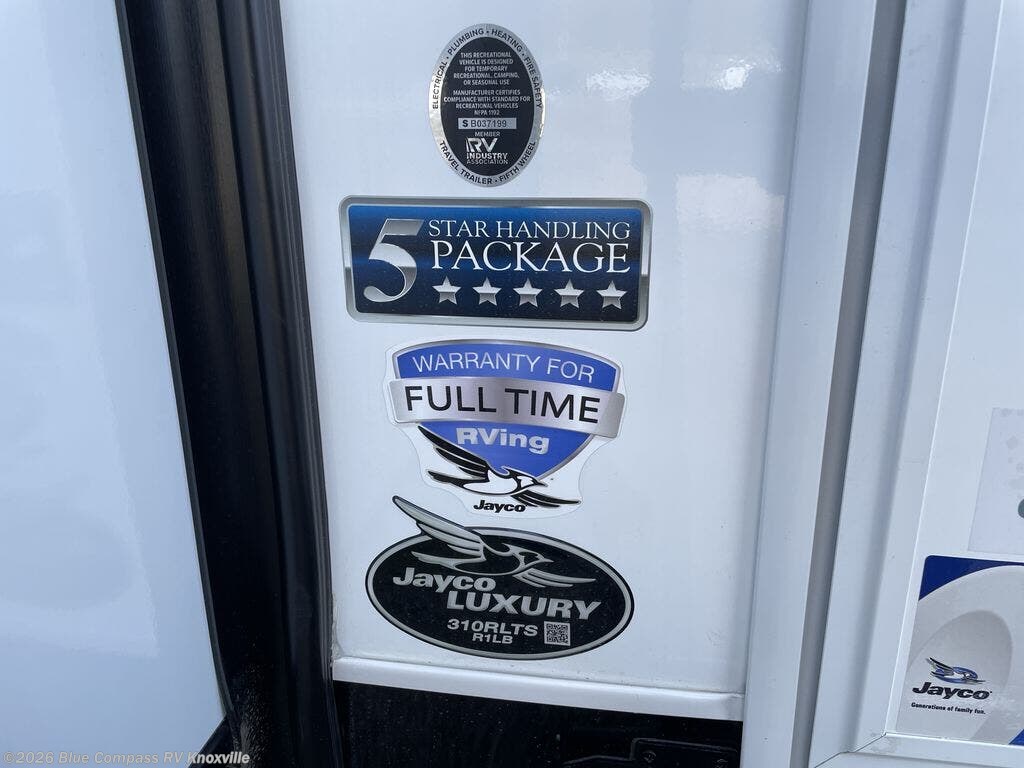 ELECTRICAL • PLUMBING • HEATING • FIRE SAFETY
THIS RECREATIONAL
VEHICLE IS DESIGNED
FOR TEMPORARY
RECREATIONAL, CAMPING,
OR SEASONAL USE
MANUFACTURER CERTIFIES
COMPLIANCE WITH STANDARD FOR
RECREATIONAL VEHICLES
NFPA 1192
S B037199
MEMBER
RV
INDUSTRY
ASSOCIATION
TRAVEL TRAILER • FIFTH WHEEL
5 STAR HANDLING
PACKAGE
WARRANTY FOR
FULL TIME
RVing
Jayco
Jayco
LUXURY
310RLTS
R1LB
Jayco
Generations of family fun.
©2026 Blue Compass RV Knoxville